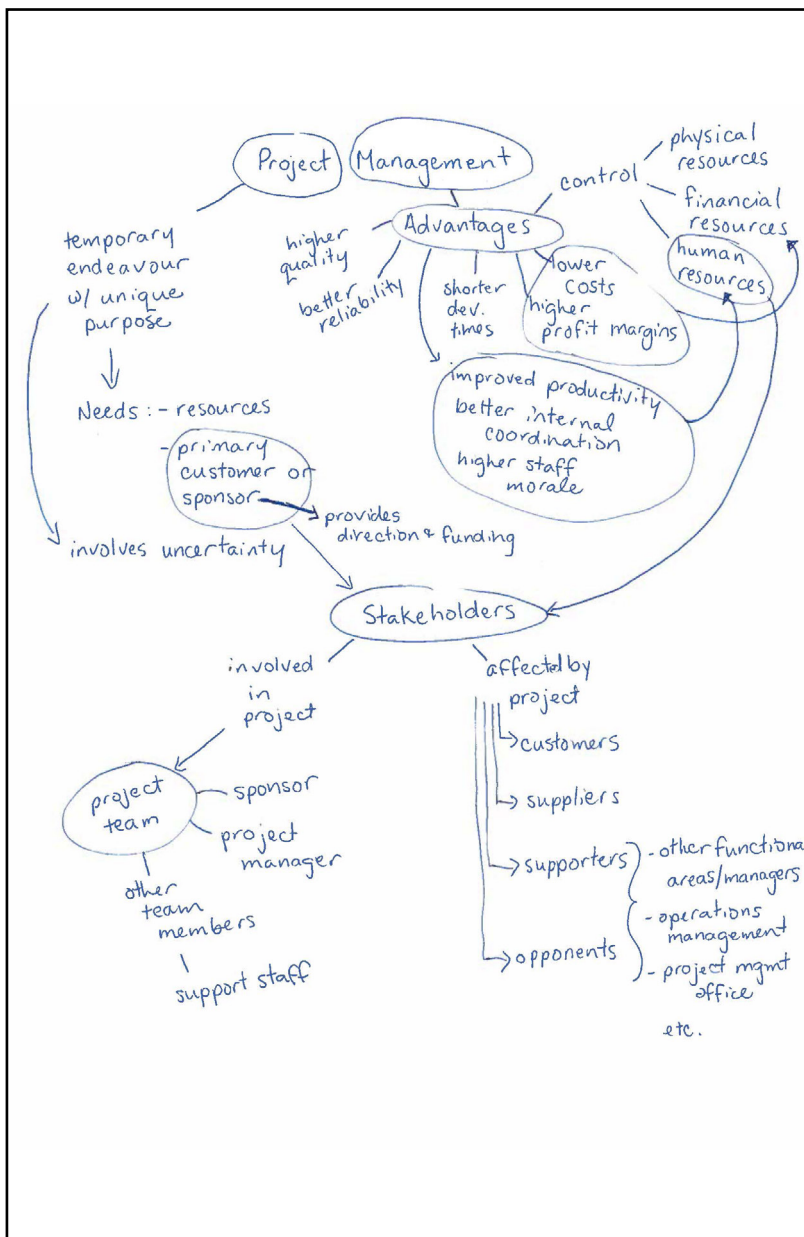 Project
Management
temporary
endeavour
w/ unique
purpose
Needs: - resources
- primary
customer or
sponsor
provides
direction & funding
involves uncertainty
Advantages
higher
quality
better
reliability
shorter
dev.
times
lower
costs
higher
profit margins
improved productivity
better internal
coordination
higher staff
morale
control
physical
resources
financial
resources
human
resources
Stakeholders
involved
in
project
project
team
sponsor
project
manager
other
team
members
support staff
affected by
project
customers
suppliers
supporters
opponents
- other functional
areas/managers
- operations
management
- project mgmt
office
etc.